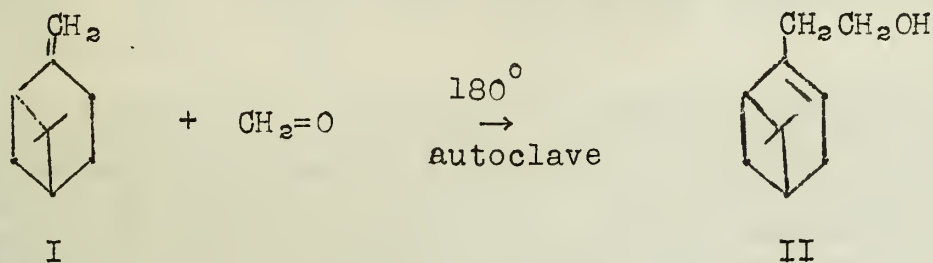 CH₂
+ CH₂=O
180°
→
autoclave
CH₂CH₂OH
I
II